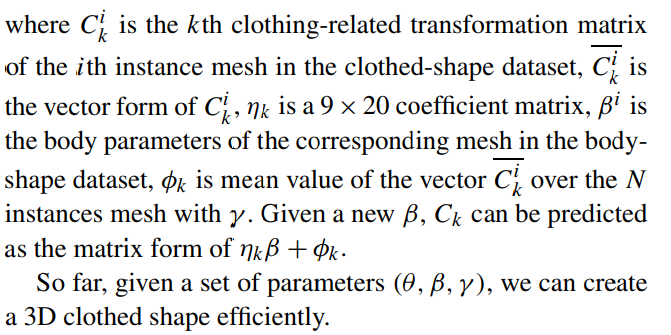 where $C_k^i$ is the $k$th clothing-related transformation matrix
of the $i$th instance mesh in the clothed-shape dataset, $\overline{C_k^i}$ is
the vector form of $C_k^i$, $\eta_k$ is a 9 × 20 coefficient matrix, $\beta^i$ is
the body parameters of the corresponding mesh in the body-
shape dataset, $\phi_k$ is mean value of the vector $\overline{C_k^i}$ over the $N$
instances mesh with $\gamma$. Given a new $\beta$, $C_k$ can be predicted
as the matrix form of $\eta_k\beta + \phi_k$.
So far, given a set of parameters ($\theta, \beta, \gamma$), we can create
a 3D clothed shape efficiently.